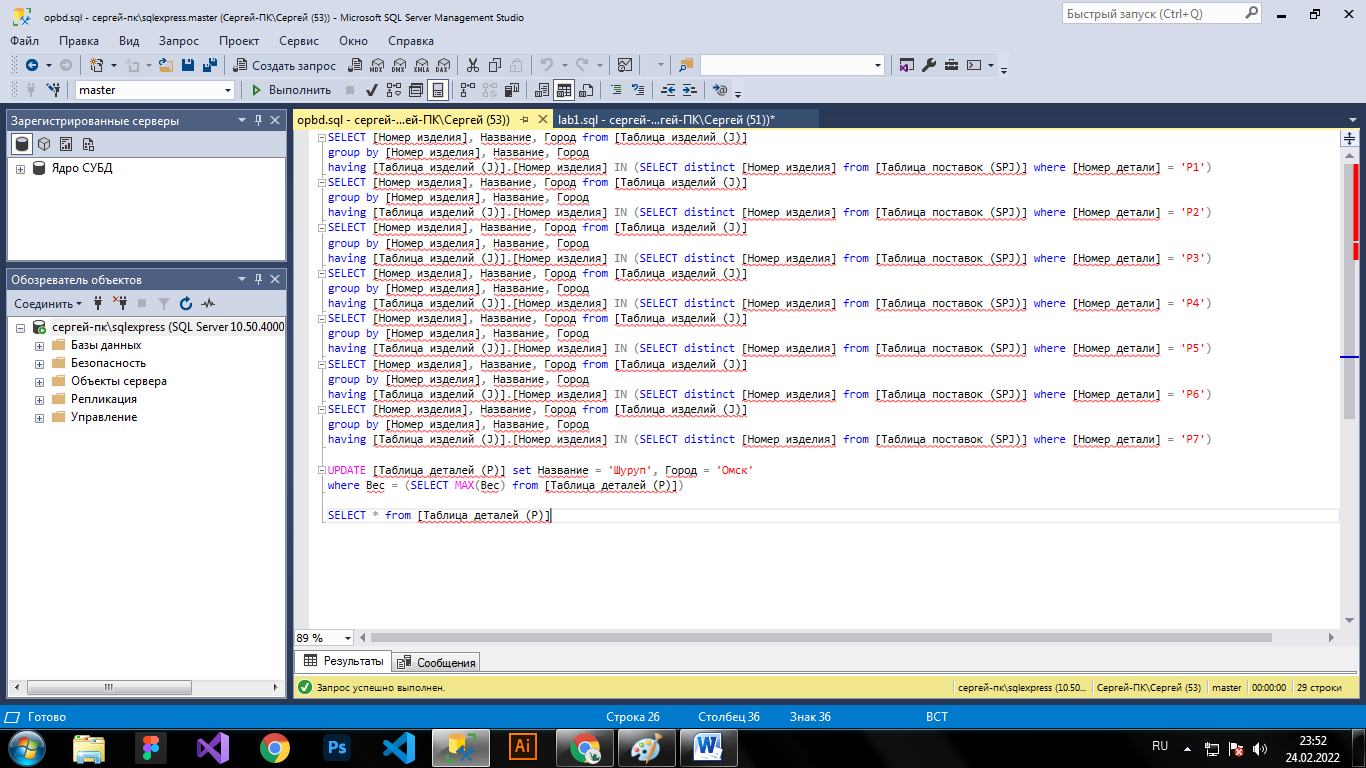 opbd.sql - сергей-пк\sqlexpress.master (Сергей-ПК\Сергей (53)) - Microsoft SQL Server Management Studio
Быстрый запуск (Ctrl+Q)
Файл Правка Вид Запрос Проект Сервис Окно Справка
Создать запрос MDX DMX XMLA DAX
master Выполнить
Зарегистрированные серверы
Ядро СУБД
Обозреватель объектов
Соединить
сергей-пк\sqlexpress (SQL Server 10.50.4000
Базы данных
Безопасность
Объекты сервера
Репликация
Управление
opbd.sql - сергей-...ей-ПК\Сергей (53)) lab1.sql - сергей-...гей-ПК\Сергей (51))*
SELECT [Номер изделия], Название, Город from [Таблица изделий (J)]
group by [Номер изделия], Название, Город
having [Таблица изделий (J)].[Номер изделия] IN (SELECT distinct [Номер изделия] from [Таблица поставок (SPJ)] where [Номер детали] = 'P1')
SELECT [Номер изделия], Название, Город from [Таблица изделий (J)]
group by [Номер изделия], Название, Город
having [Таблица изделий (J)].[Номер изделия] IN (SELECT distinct [Номер изделия] from [Таблица поставок (SPJ)] where [Номер детали] = 'P2')
SELECT [Номер изделия], Название, Город from [Таблица изделий (J)]
group by [Номер изделия], Название, Город
having [Таблица изделий (J)].[Номер изделия] IN (SELECT distinct [Номер изделия] from [Таблица поставок (SPJ)] where [Номер детали] = 'P3')
SELECT [Номер изделия], Название, Город from [Таблица изделий (J)]
group by [Номер изделия], Название, Город
having [Таблица изделий (J)].[Номер изделия] IN (SELECT distinct [Номер изделия] from [Таблица поставок (SPJ)] where [Номер детали] = 'P4')
SELECT [Номер изделия], Название, Город from [Таблица изделий (J)]
group by [Номер изделия], Название, Город
having [Таблица изделий (J)].[Номер изделия] IN (SELECT distinct [Номер изделия] from [Таблица поставок (SPJ)] where [Номер детали] = 'P5')
SELECT [Номер изделия], Название, Город from [Таблица изделий (J)]
group by [Номер изделия], Название, Город
having [Таблица изделий (J)].[Номер изделия] IN (SELECT distinct [Номер изделия] from [Таблица поставок (SPJ)] where [Номер детали] = 'P6')
SELECT [Номер изделия], Название, Город from [Таблица изделий (J)]
group by [Номер изделия], Название, Город
having [Таблица изделий (J)].[Номер изделия] IN (SELECT distinct [Номер изделия] from [Таблица поставок (SPJ)] where [Номер детали] = 'P7')
UPDATE [Таблица деталей (P)] set Название = 'Шуруп', Город = 'Омск'
where Вес = (SELECT MAX(Вес) from [Таблица деталей (P)])
SELECT * from [Таблица деталей (P)]
89 %
Результаты Сообщения
Запрос успешно выполнен. сергей-пк\sqlexpress (10.50... Сергей-ПК\Сергей (53) master 00:00:00 29 строки
Готово Строка 26 Столбец 36 Знак 36 ВСТ
Ps Ai W RU 23:52
24.02.2022